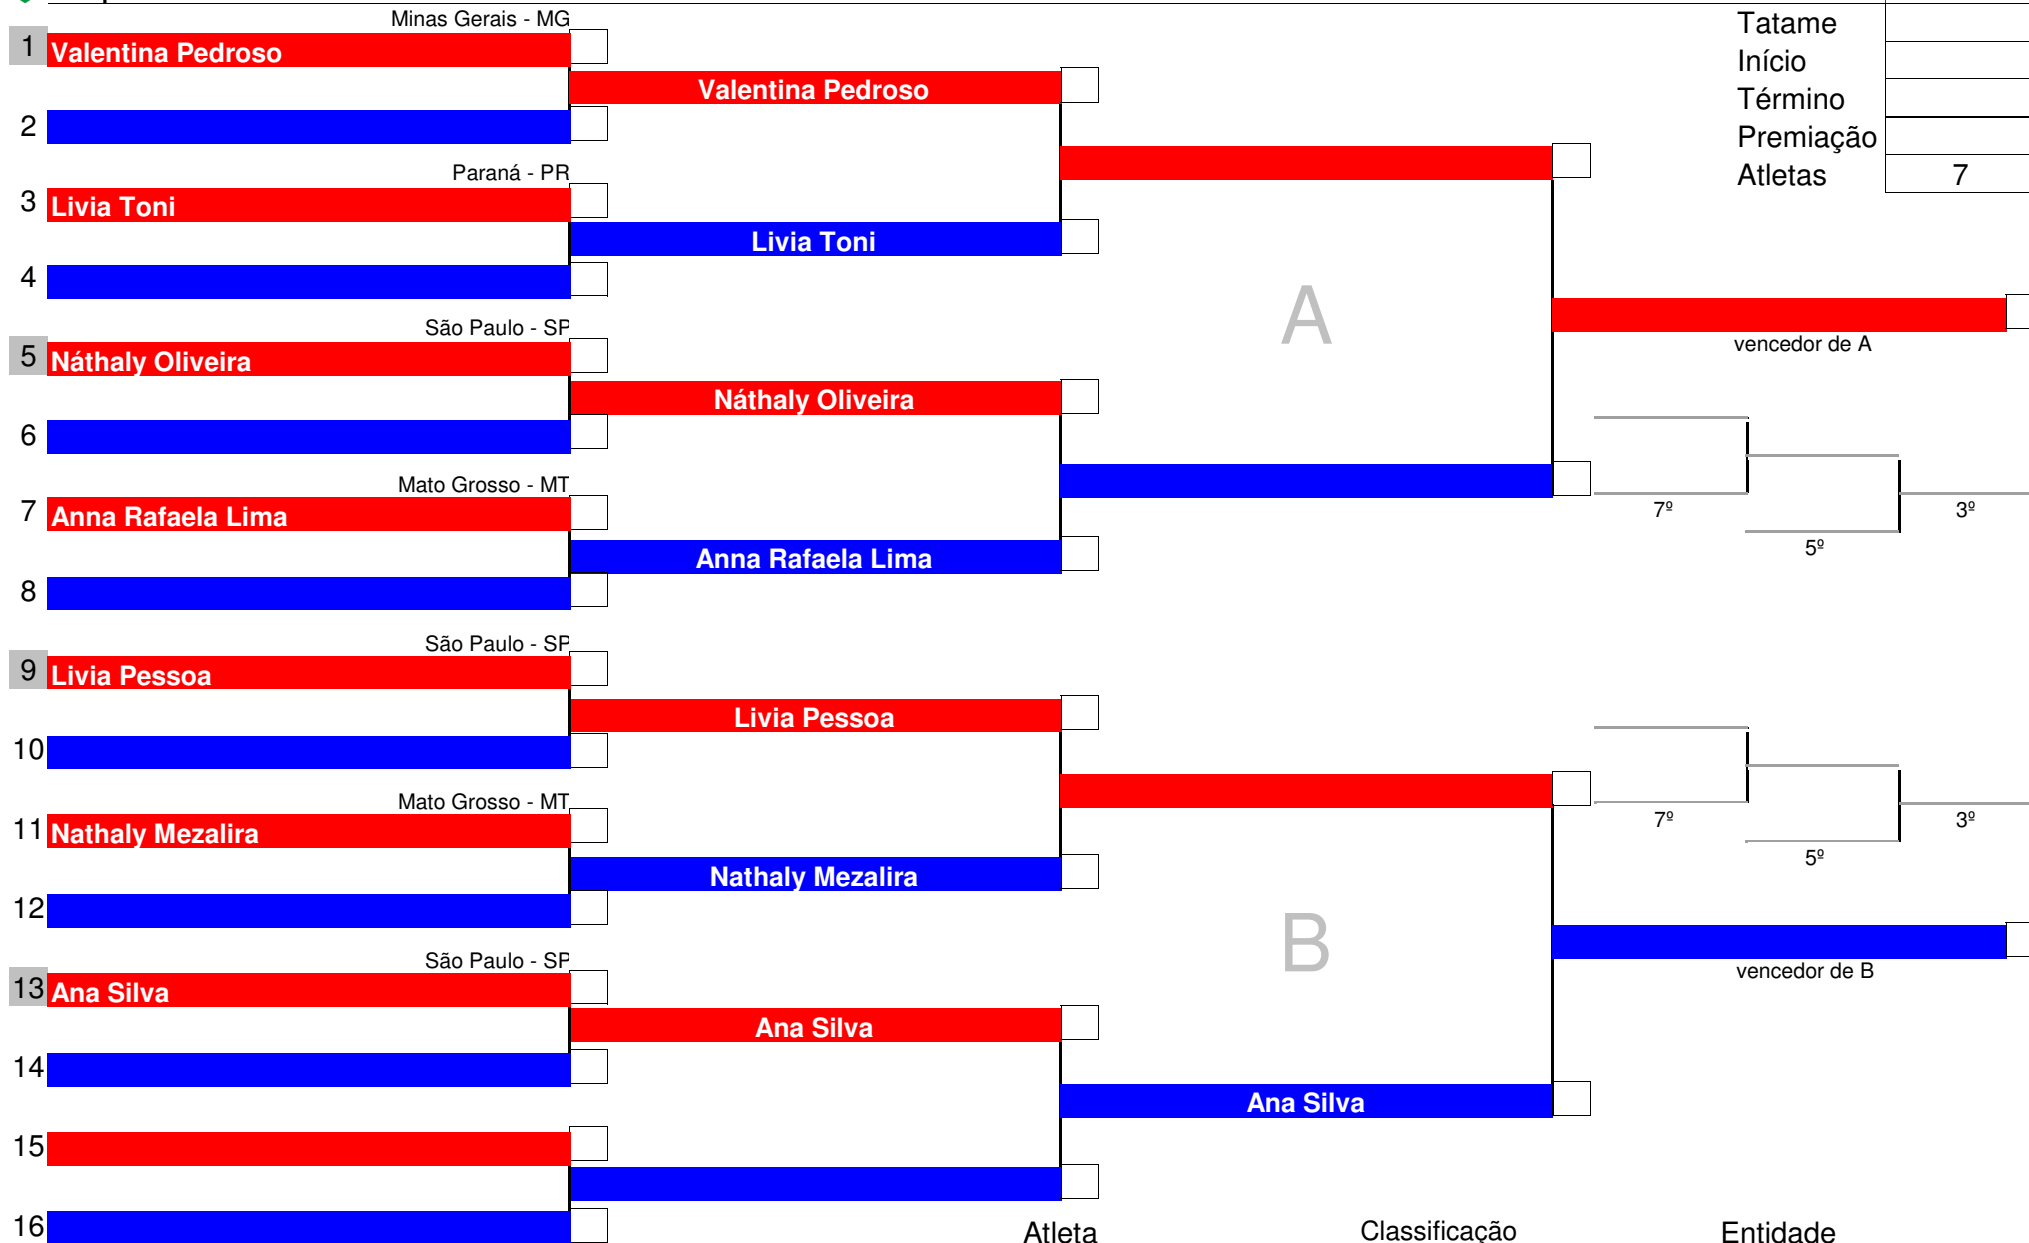 Minas Gerais - MG
1 Valentina Pedroso
Valentina Pedroso
2
Paraná - PR
3 Livia Toni
Livia Toni
4
São Paulo - SP
5 Náthaly Oliveira
Náthaly Oliveira
6
Mato Grosso - MT
7 Anna Rafaela Lima
Anna Rafaela Lima
8
São Paulo - SP
9 Livia Pessoa
Livia Pessoa
10
Mato Grosso - MT
11 Nathaly Mezalira
Nathaly Mezalira
12
São Paulo - SP
13 Ana Silva
Ana Silva
14
Ana Silva
15
16
A
B
Tatame
Início
Término
Premiação
Atletas 7
vencedor de A
7º
3º
5º
7º
3º
5º
vencedor de B
Atleta Classificação Entidade